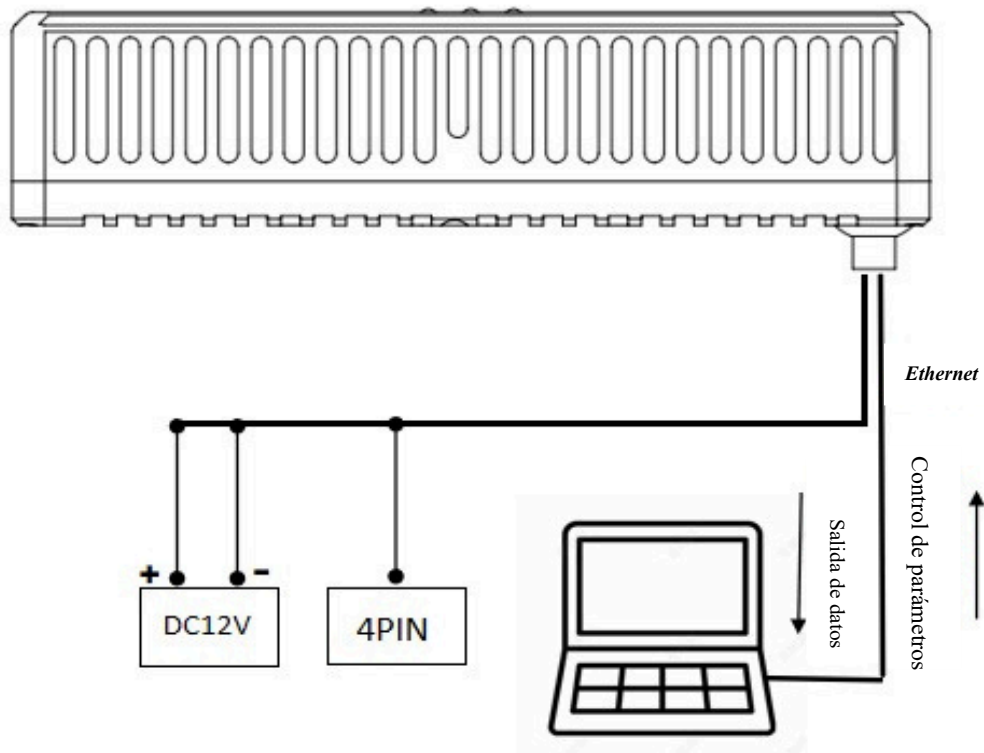 Ethernet
Control de parámetros
Salida de datos
+
-
DC12V
4PIN